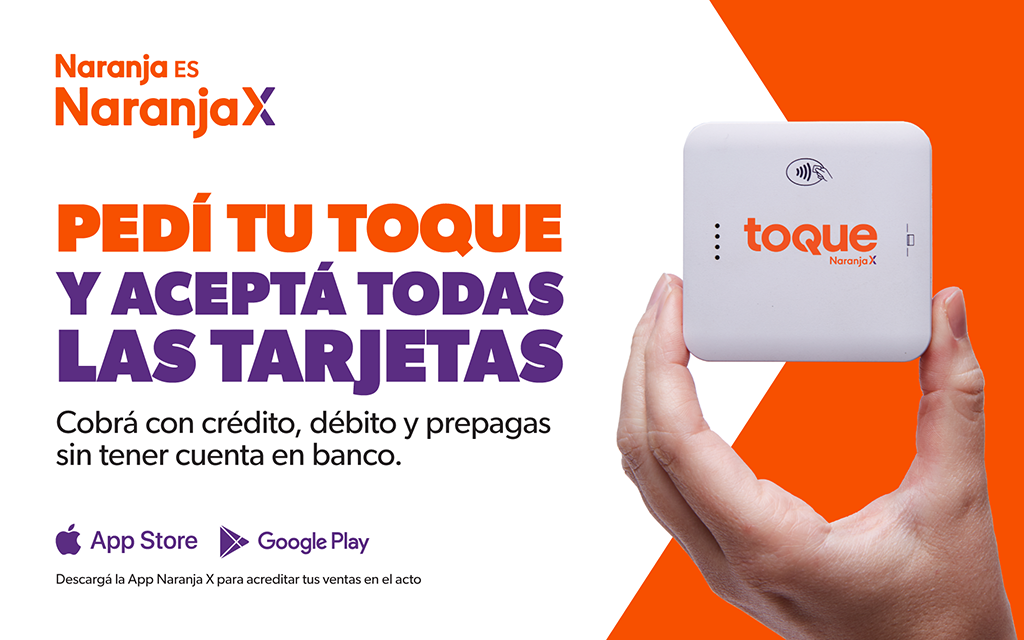 Naranja ES
NaranjaX
PEDÍ TU TOQUE
Y ACEPTÁ TODAS
LAS TARJETAS
Cobrá con crédito, débito y prepagas
sin tener cuenta en banco.
App Store
Google Play
Descargá la App Naranja X para acreditar tus ventas en el acto
toque
NaranjaX